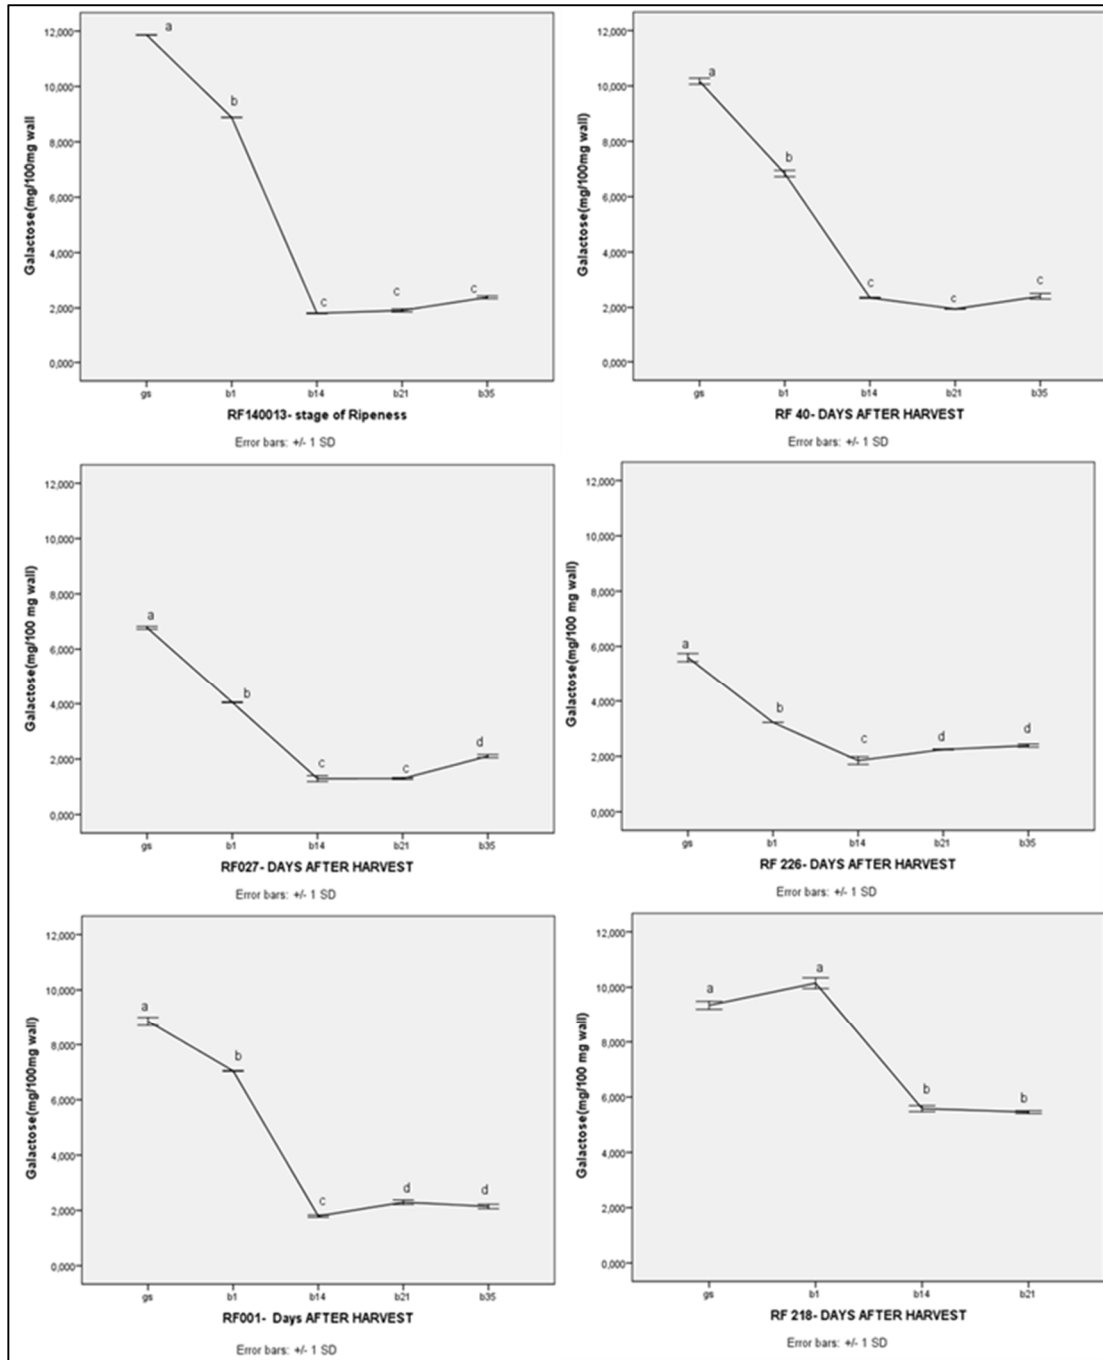 Galactose(mg/100mg wall
12,000
10,000
8,000
6,000
4,000
2,000
0,000
a
b
c
c
c
gs
b1
b14
b21
b35
RF140013- stage of Ripeness
Error bars: +/- 1 SD
Galactose(mg/100mg wall)
12,000
10,000
8,000
6,000
4,000
2,000
0,000
a
b
c
c
c
gs
b1
b14
b21
b35
RF 40- DAYS AFTER HARVEST
Error bars: +/- 1 SD
Galactose(mg/100 mg wall)
12,000
10,000
8,000
6,000
4,000
2,000
0,000
a
b
c
c
d
gs
b1
b14
b21
b35
RF027- DAYS AFTER HARVEST
Error bars: +/- 1 SD
Galactose(mg/100 mg wall)
12,000
10,000
8,000
6,000
4,000
2,000
0,000
a
b
c
d
d
gs
b1
b14
b21
b35
RF 226- DAYS AFTER HARVEST
Error bars: +/- 1 SD
Galactose(mg/100mg wall)
12,000
10,000
8,000
6,000
4,000
2,000
0,000
a
b
c
d
d
gs
b1
b14
b21
b35
RF001- Days AFTER HARVEST
Error bars: +/- 1 SD
Galactose(mg/100 mg wall)
12,000
10,000
8,000
6,000
4,000
2,000
0,000
a
a
b
b
gs
b1
b14
b21
RF 218- DAYS AFTER HARVEST
Error bars: +/- 1 SD